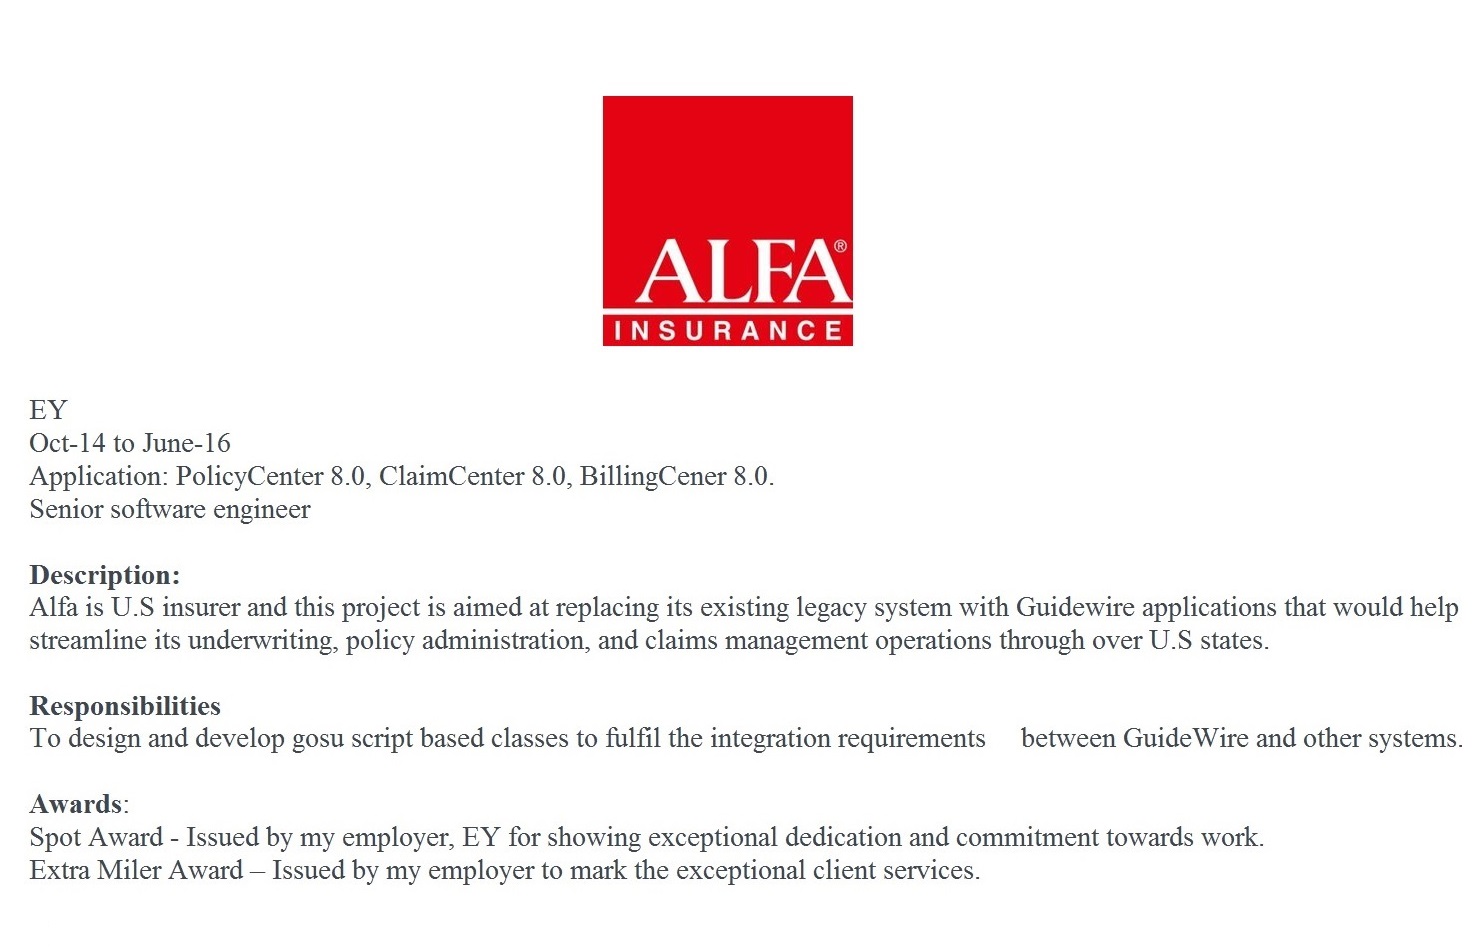 ALFA®
INSURANCE
EY
Oct-14 to June-16
Application: PolicyCenter 8.0, ClaimCenter 8.0, BillingCener 8.0.
Senior software engineer
Description:
Alfa is U.S insurer and this project is aimed at replacing its existing legacy system with Guidewire applications that would help
streamline its underwriting, policy administration, and claims management operations through over U.S states.
Responsibilities
To design and develop gosu script based classes to fulfil the integration requirements between GuideWire and other systems.
Awards:
Spot Award - Issued by my employer, EY for showing exceptional dedication and commitment towards work.
Extra Miler Award – Issued by my employer to mark the exceptional client services.